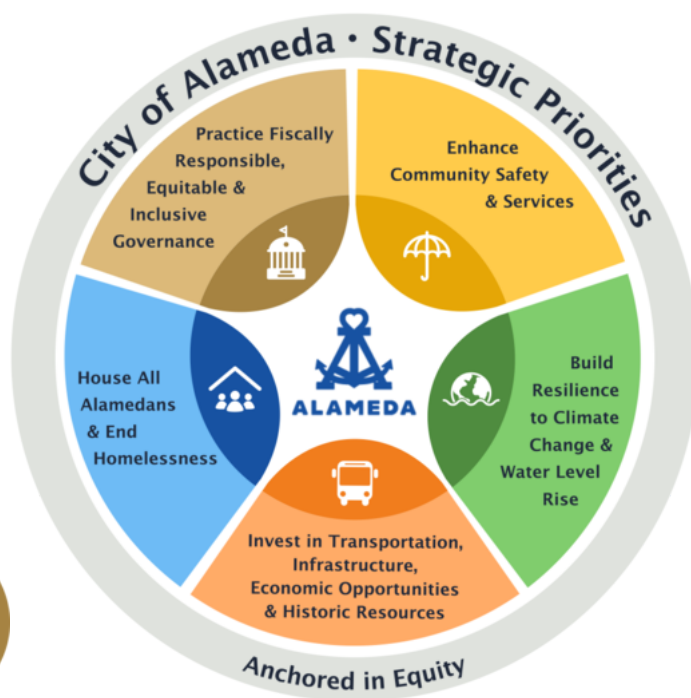 City of Alameda • Strategic Priorities
Practice Fiscally
Responsible,
Equitable &
Inclusive
Governance
Enhance
Community Safety
& Services
House All
Alamedans
& End
Homelessness
ALAMEDA
Build
Resilience
to Climate
Change &
Water Level
Rise
Invest in Transportation,
Infrastructure,
Economic Opportunities
& Historic Resources
Anchored in Equity